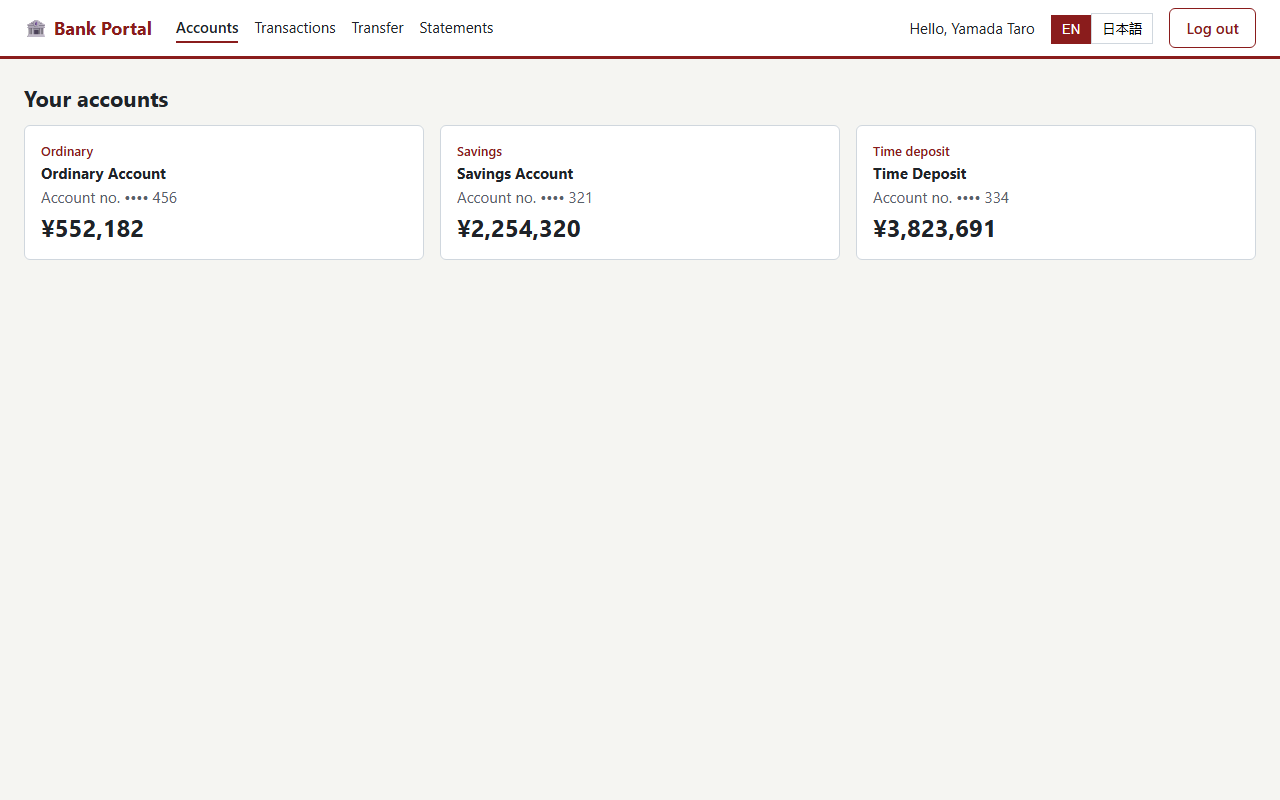 Bank Portal
Accounts Transactions Transfer Statements
Hello, Yamada Taro
EN 日本語
Log out
Your accounts
Ordinary
Ordinary Account
Account no. •••• 456
¥552,182
Savings
Savings Account
Account no. •••• 321
¥2,254,320
Time deposit
Time Deposit
Account no. •••• 334
¥3,823,691